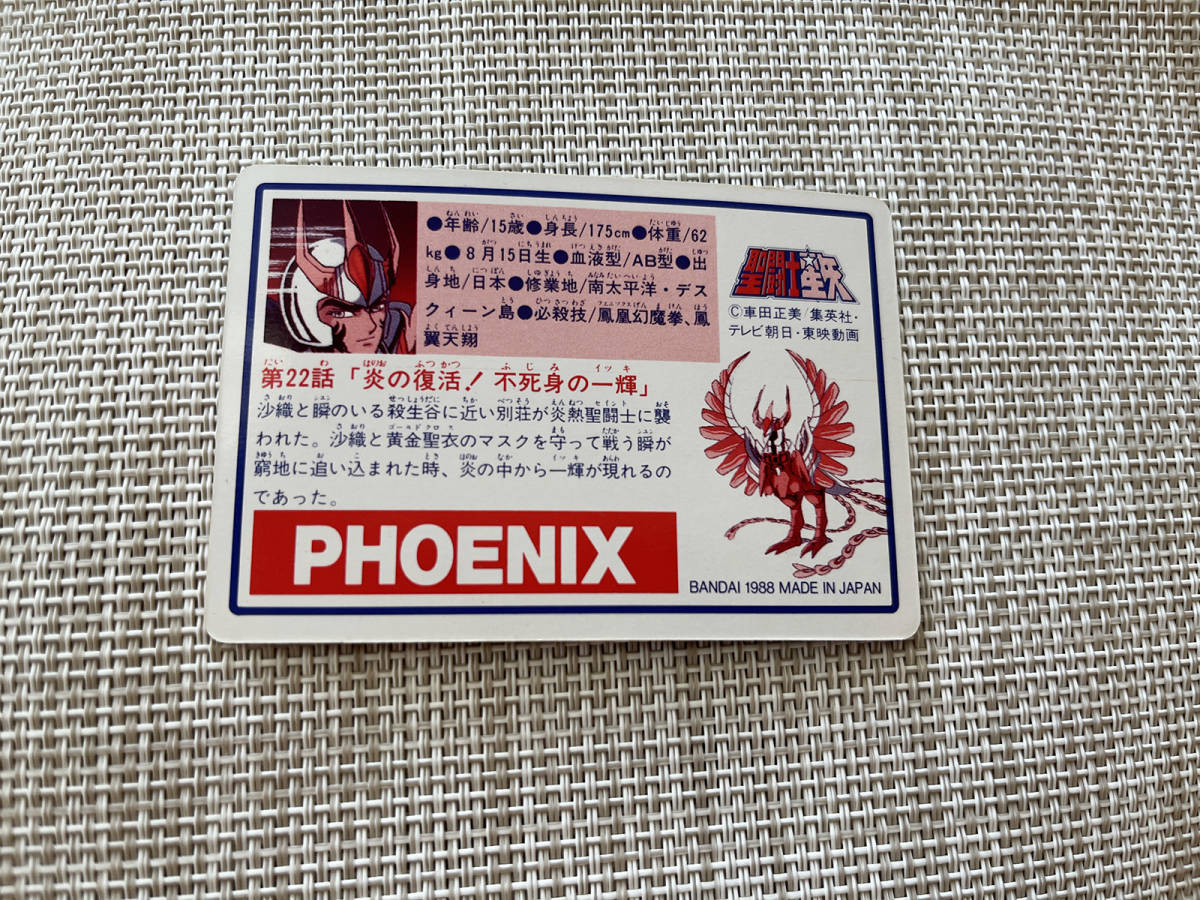 ●年齢/15歳●身長/175cm●体重/62
kg●8月15日生●血液型/AB型●出
身地/日本●修業地/南太平洋・デス
クィーン島●必殺技/鳳凰幻魔拳、鳳
翼天翔
聖闘士星矢
©車田正美/集英社・
テレビ朝日・東映動画
第22話「炎の復活! 不死身の一輝」
沙織と瞬のいる殺生谷に近い別荘が炎熱聖闘士に襲
われた。沙織と黄金聖衣のマスクを守って戦う瞬が
窮地に追い込まれた時、炎の中から一輝が現れるの
であった。
PHOENIX
BANDAI 1988 MADE IN JAPAN